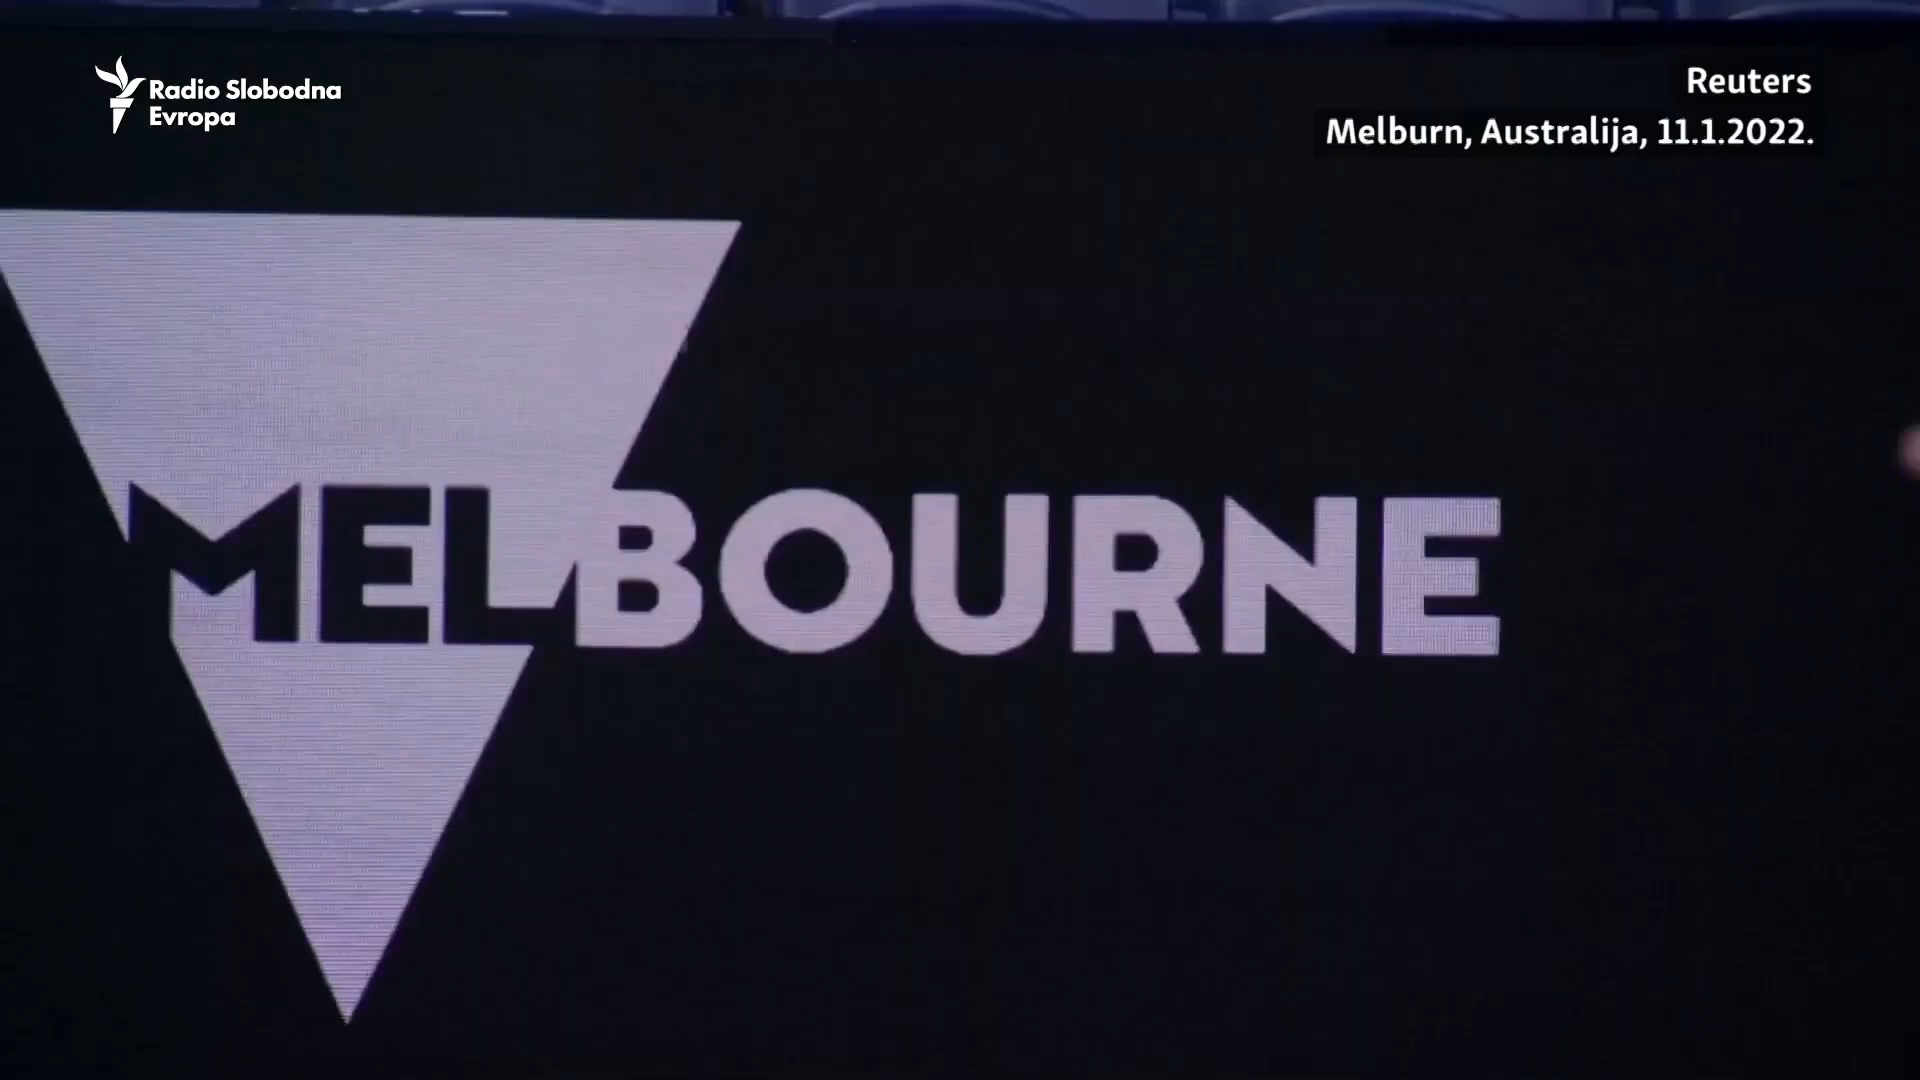 Radio Slobodna
Evropa
Reuters
Melburn, Australija, 11.1.2022.
MELBOURNE